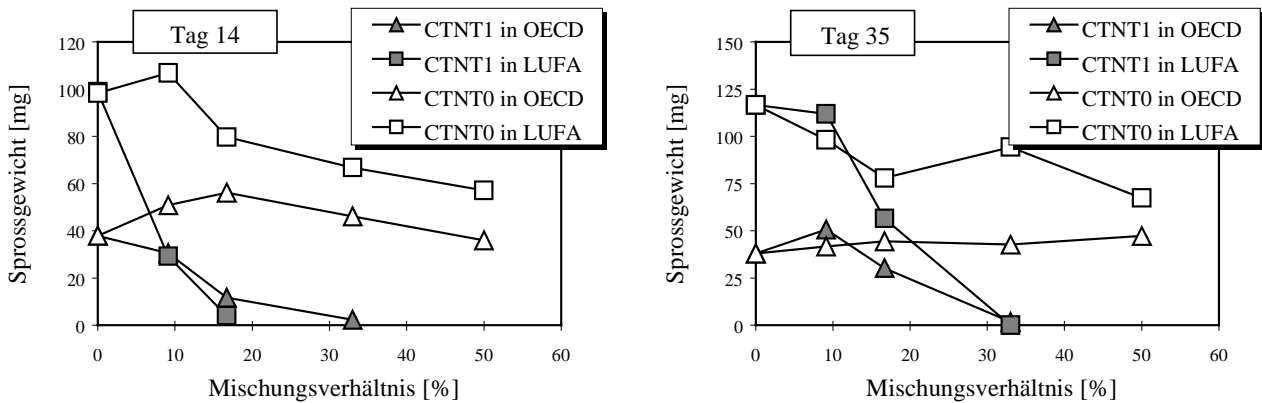 Tag 14
CTNT1 in OECD
CTNT1 in LUFA
CTNT0 in OECD
CTNT0 in LUFA
Sprossgewicht [mg]
120
100
80
60
40
20
0
0 10 20 30 40 50 60
Mischungsverhältnis [%]
Tag 35
CTNT1 in OECD
CTNT1 in LUFA
CTNT0 in OECD
CTNT0 in LUFA
Sprossgewicht [mg]
150
125
100
75
50
25
0
0 10 20 30 40 50 60
Mischungsverhältnis [%]